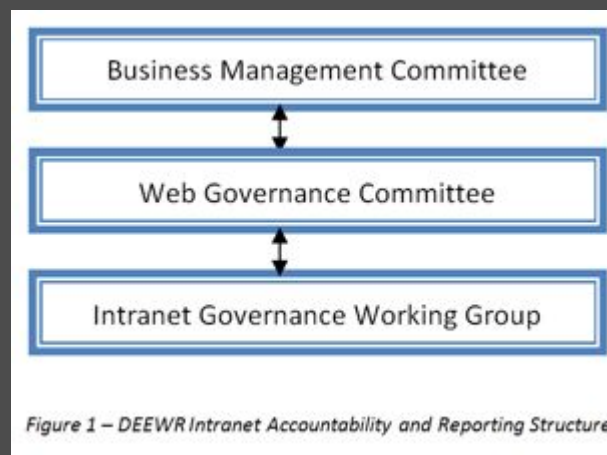 Business Management Committee
Web Governance Committee
Intranet Governance Working Group
Figure 1 – DEEWR Intranet Accountability and Reporting Structure